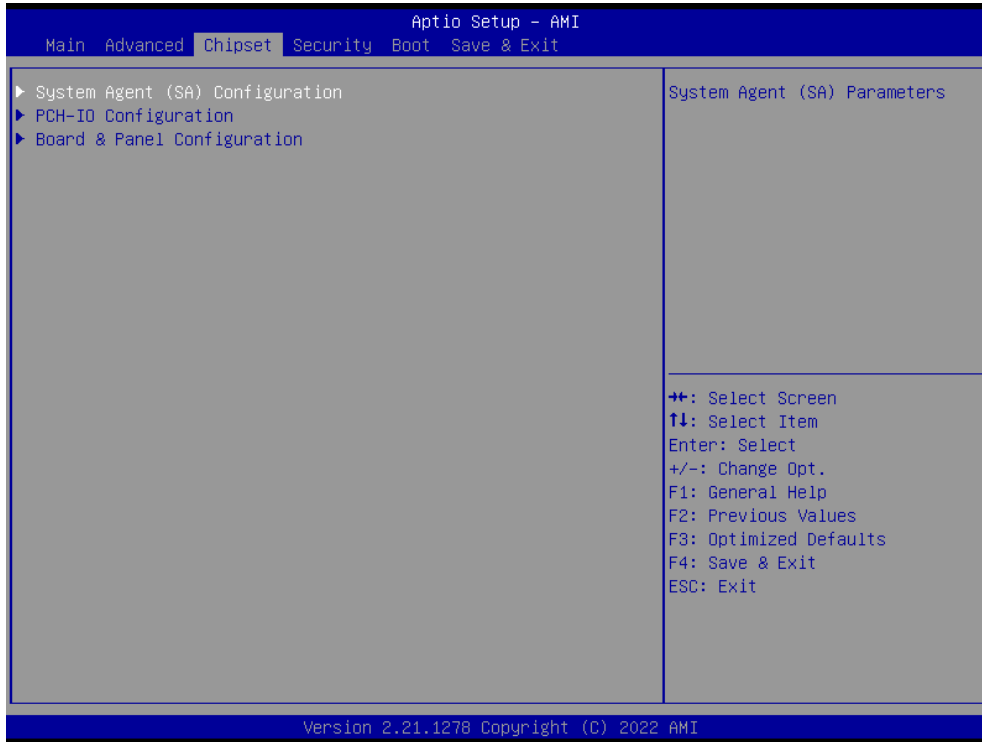 Aptio Setup – AMI
Main Advanced Chipset Security Boot Save & Exit
▶ System Agent (SA) Configuration
▶ PCH-IO Configuration
▶ Board & Panel Configuration
System Agent (SA) Parameters
→←: Select Screen
↑↓: Select Item
Enter: Select
+/-: Change Opt.
F1: General Help
F2: Previous Values
F3: Optimized Defaults
F4: Save & Exit
ESC: Exit
Version 2.21.1278 Copyright (C) 2022 AMI